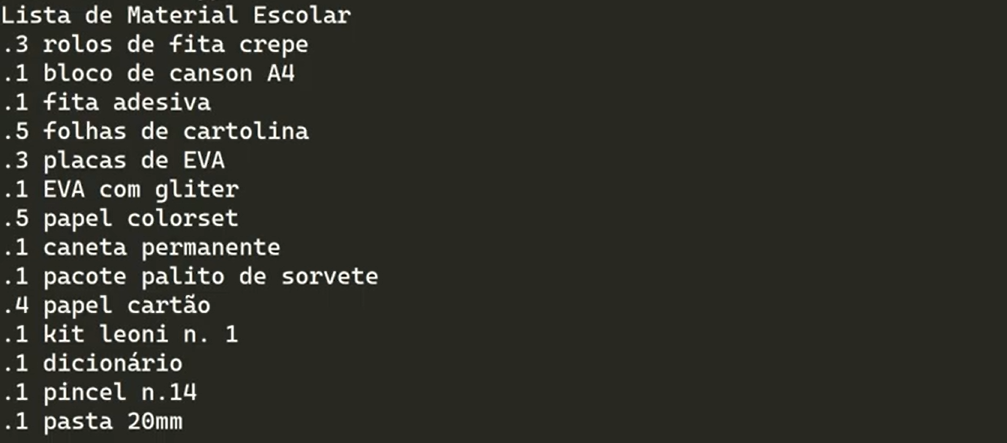 Lista de Material Escolar
.3 rolos de fita crepe
.1 bloco de canson A4
.1 fita adesiva
.5 folhas de cartolina
.3 placas de EVA
.1 EVA com gliter
.5 papel colorset
.1 caneta permanente
.1 pacote palito de sorvete
.4 papel cartão
.1 kit leoni n. 1
.1 dicionário
.1 pincel n.14
.1 pasta 20mm